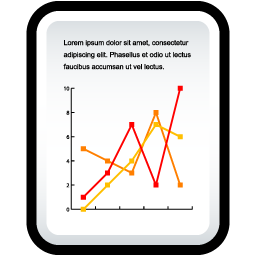 Lorem ipsum dolor sit amet, consectetur
adipiscing elit. Phasellus et odio ut lectus
faucibus accumsan ut vel lectus.
10
8
6
4
2
0